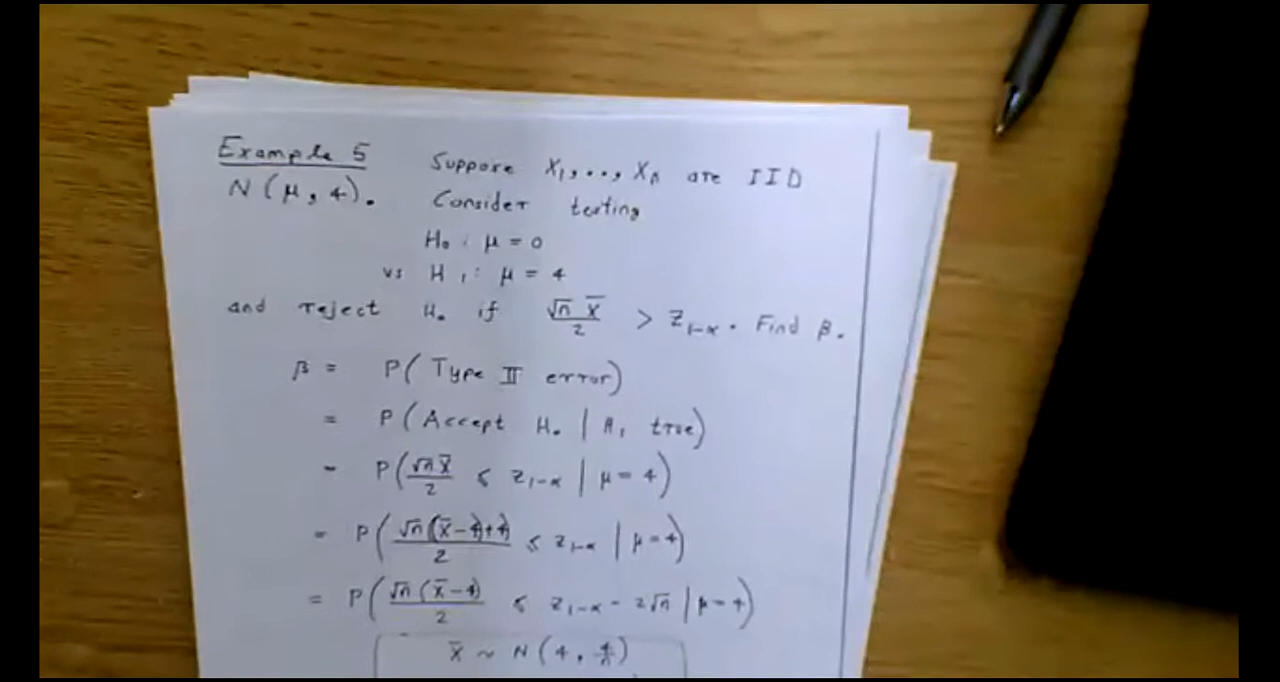 Example 5 Suppose X₁,..,Xₙ are IID
N(μ, 4). Consider testing
H₀ : μ = 0
vs H₁ : μ = 4
and reject H₀ if √n X̄ / 2 > z₁₋α. Find β.
β = P(Type II error)
= P(Accept H₀ | H₁ true)
= P(√n X̄ / 2 ≤ z₁₋α | μ = 4)
= P(√n((X̄-4)+4) / 2 ≤ z₁₋α | μ = 4)
= P(√n(X̄-4) / 2 ≤ z₁₋α - 2√n | μ = 4)
X̄ ~ N(4, 4/n)